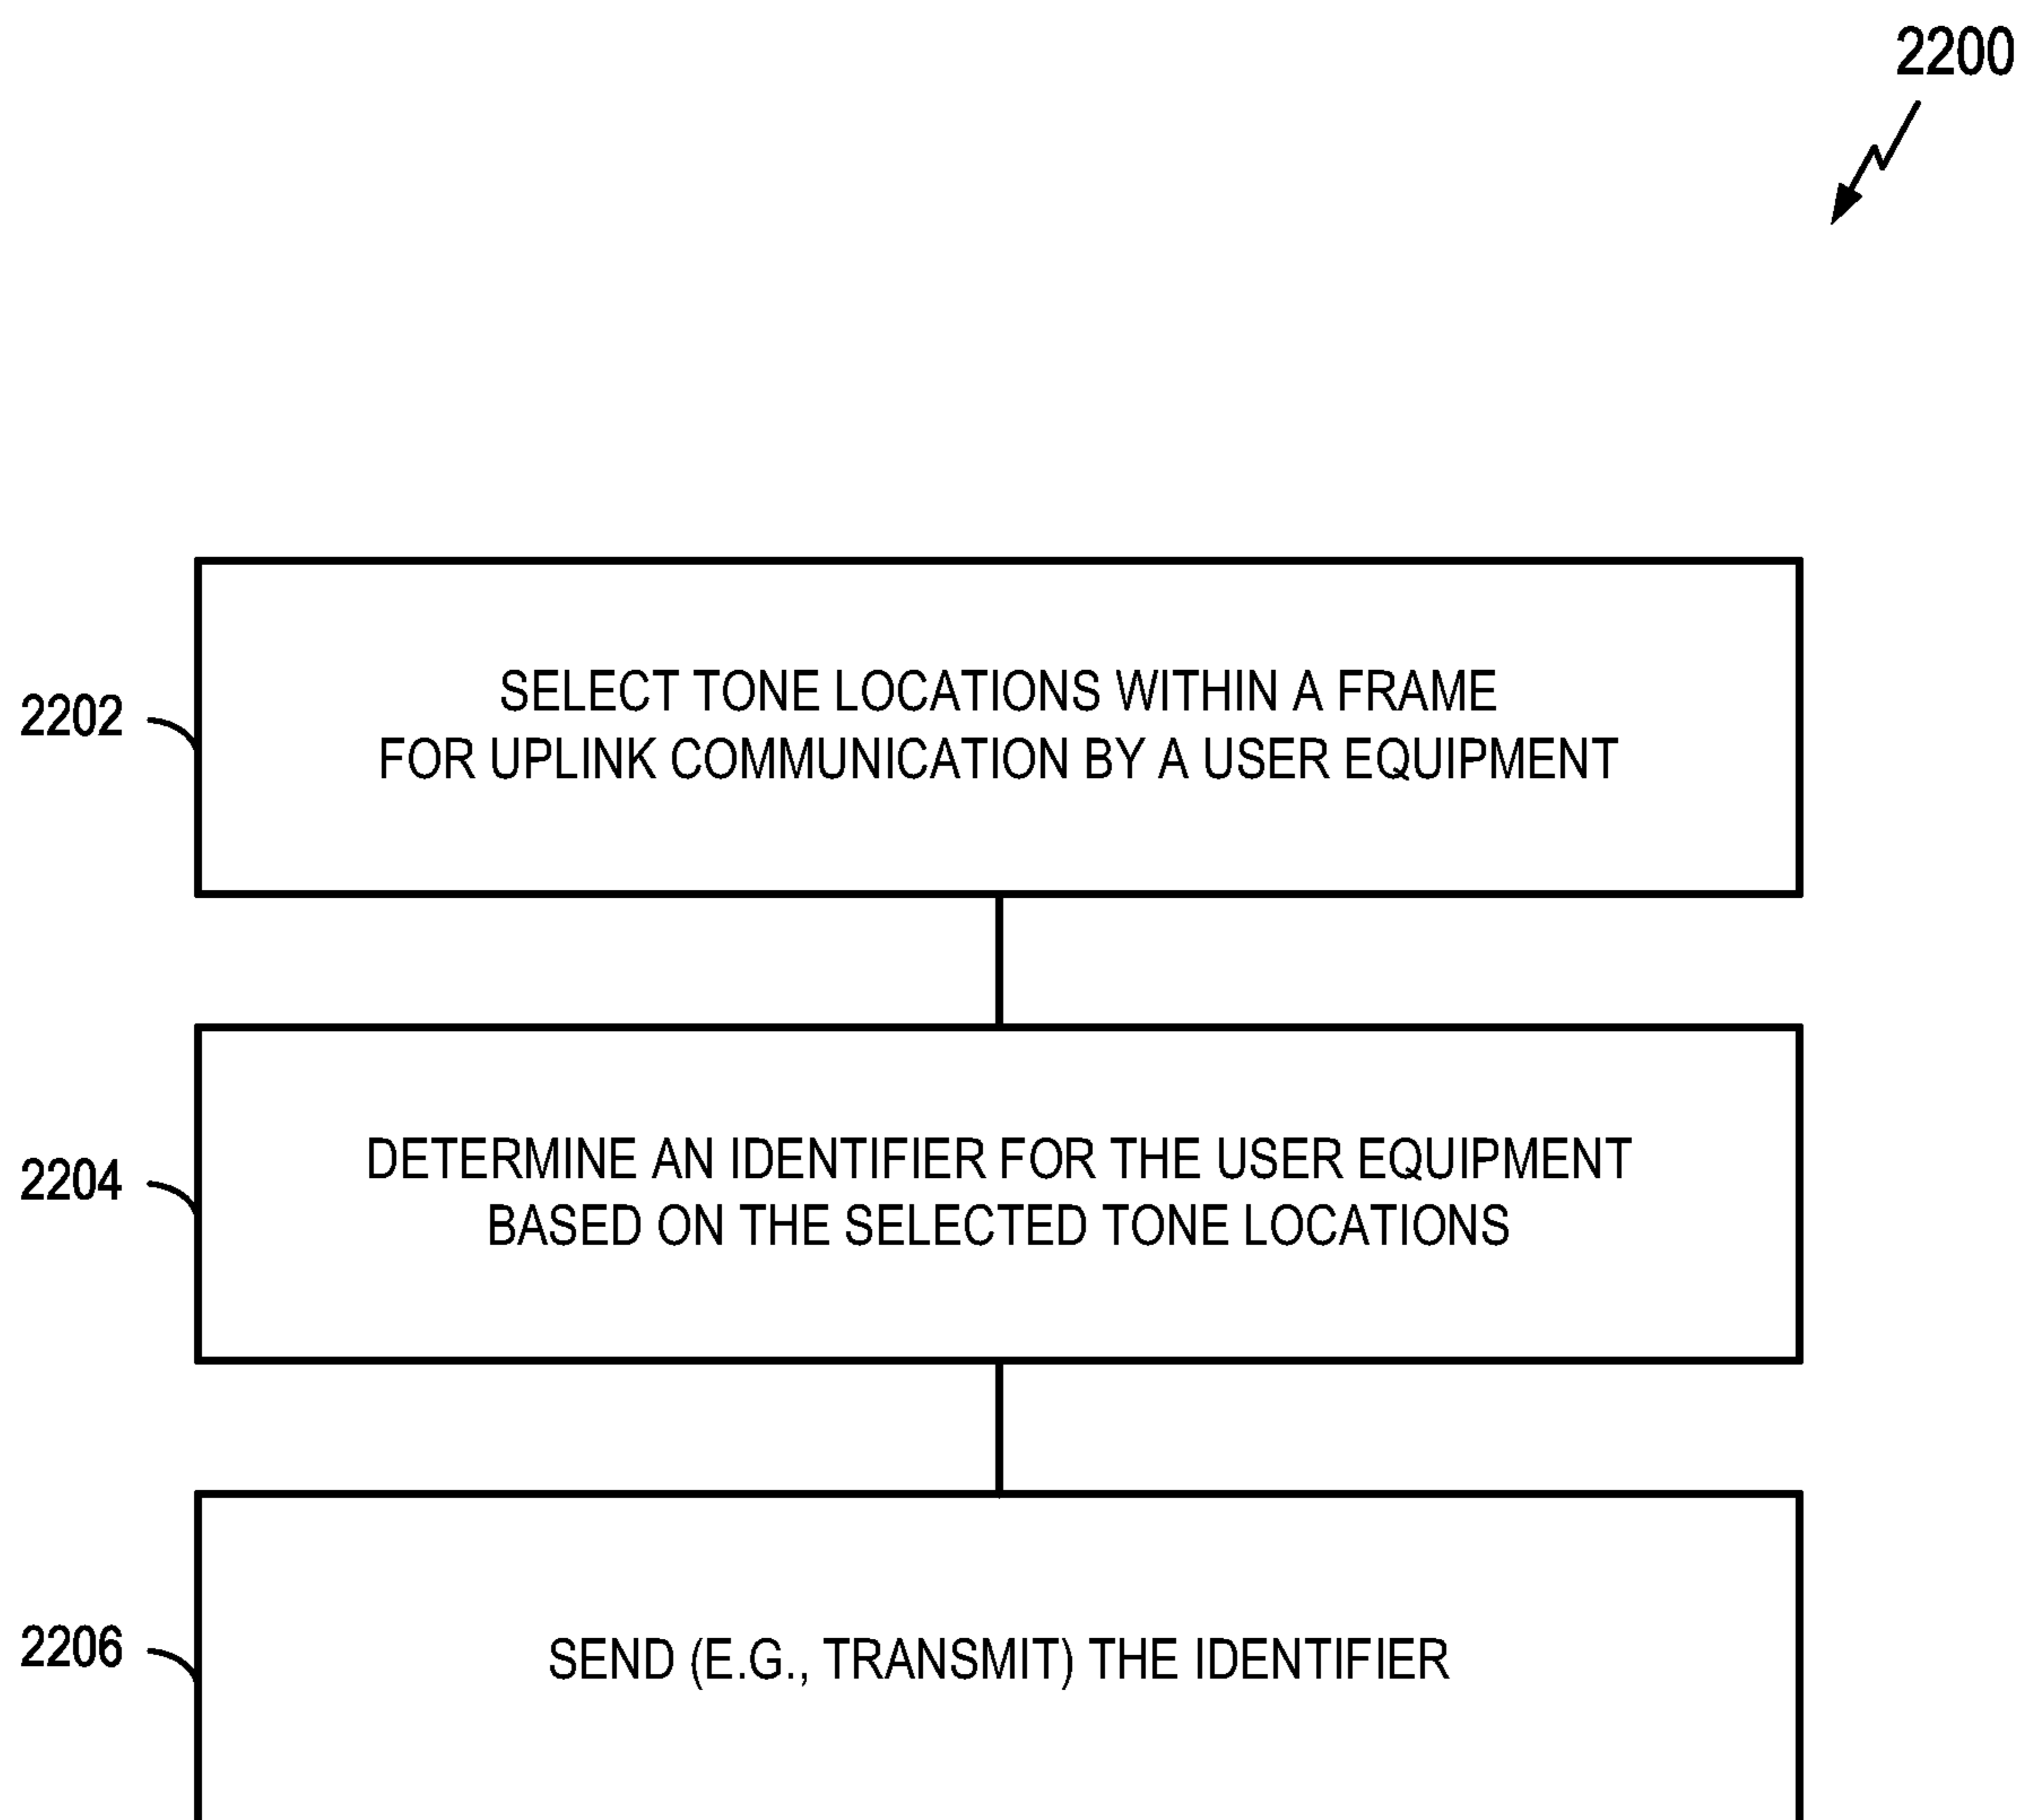 2200
2202
SELECT TONE LOCATIONS WITHIN A FRAME
FOR UPLINK COMMUNICATION BY A USER EQUIPMENT
2204
DETERMINE AN IDENTIFIER FOR THE USER EQUIPMENT
BASED ON THE SELECTED TONE LOCATIONS
2206
SEND (E.G., TRANSMIT) THE IDENTIFIER